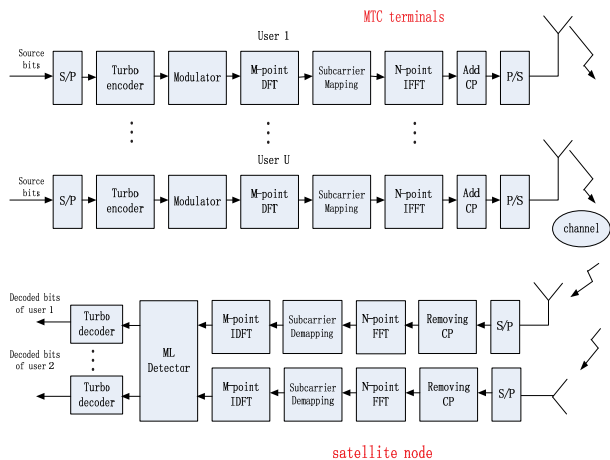 MTC terminals
User 1
Source
bits
S/P
Turbo
encoder
Modulator
M-point
DFT
Subcarrier
Mapping
N-point
IFFT
Add
CP
P/S
User U
Source
bits
S/P
Turbo
encoder
Modulator
M-point
DFT
Subcarrier
Mapping
N-point
IFFT
Add
CP
P/S
channel
Decoded bits
of user 1
Turbo
decoder
ML
Detector
M-point
IDFT
Subcarrier
Demapping
N-point
FFT
Removing
CP
S/P
Decoded bits
of user 2
Turbo
decoder
M-point
IDFT
Subcarrier
Demapping
N-point
FFT
Removing
CP
S/P
satellite node